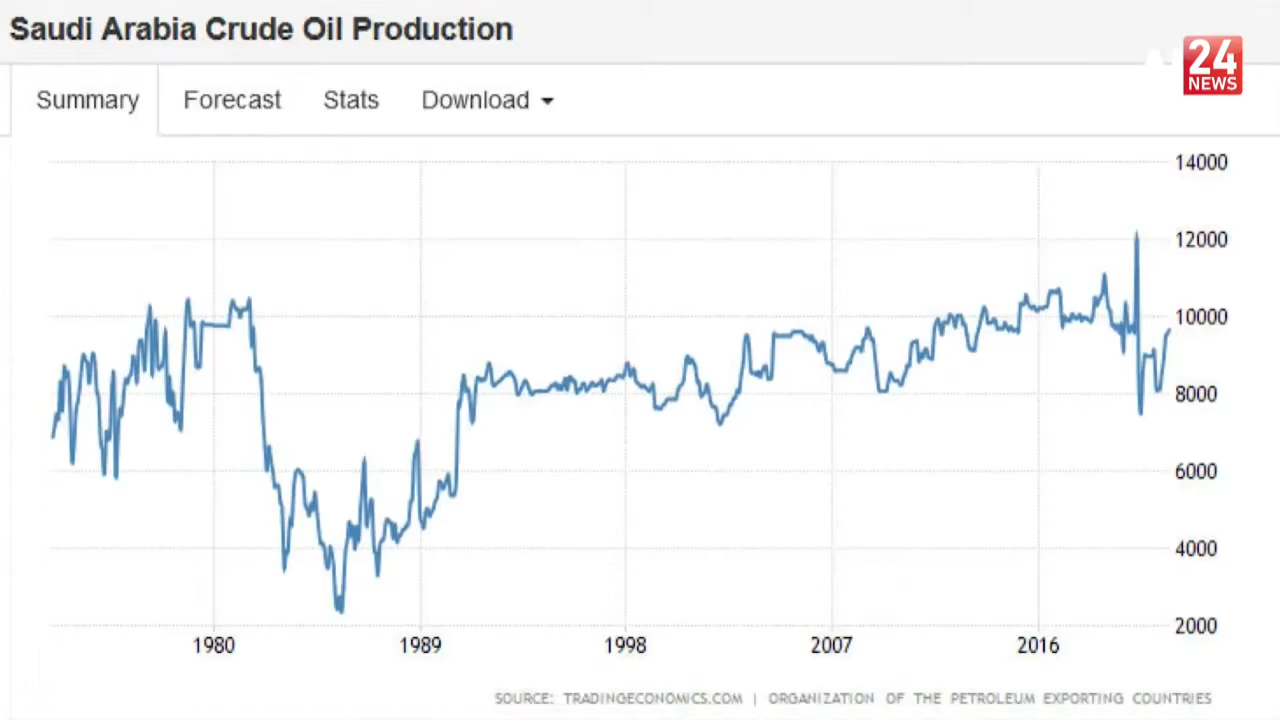 Saudi Arabia Crude Oil Production
24
NEWS
Summary Forecast Stats Download
14000
12000
10000
8000
6000
4000
2000
1980 1989 1998 2007 2016
SOURCE: TRADINGECONOMICS.COM | ORGANIZATION OF THE PETROLEUM EXPORTING COUNTRIES